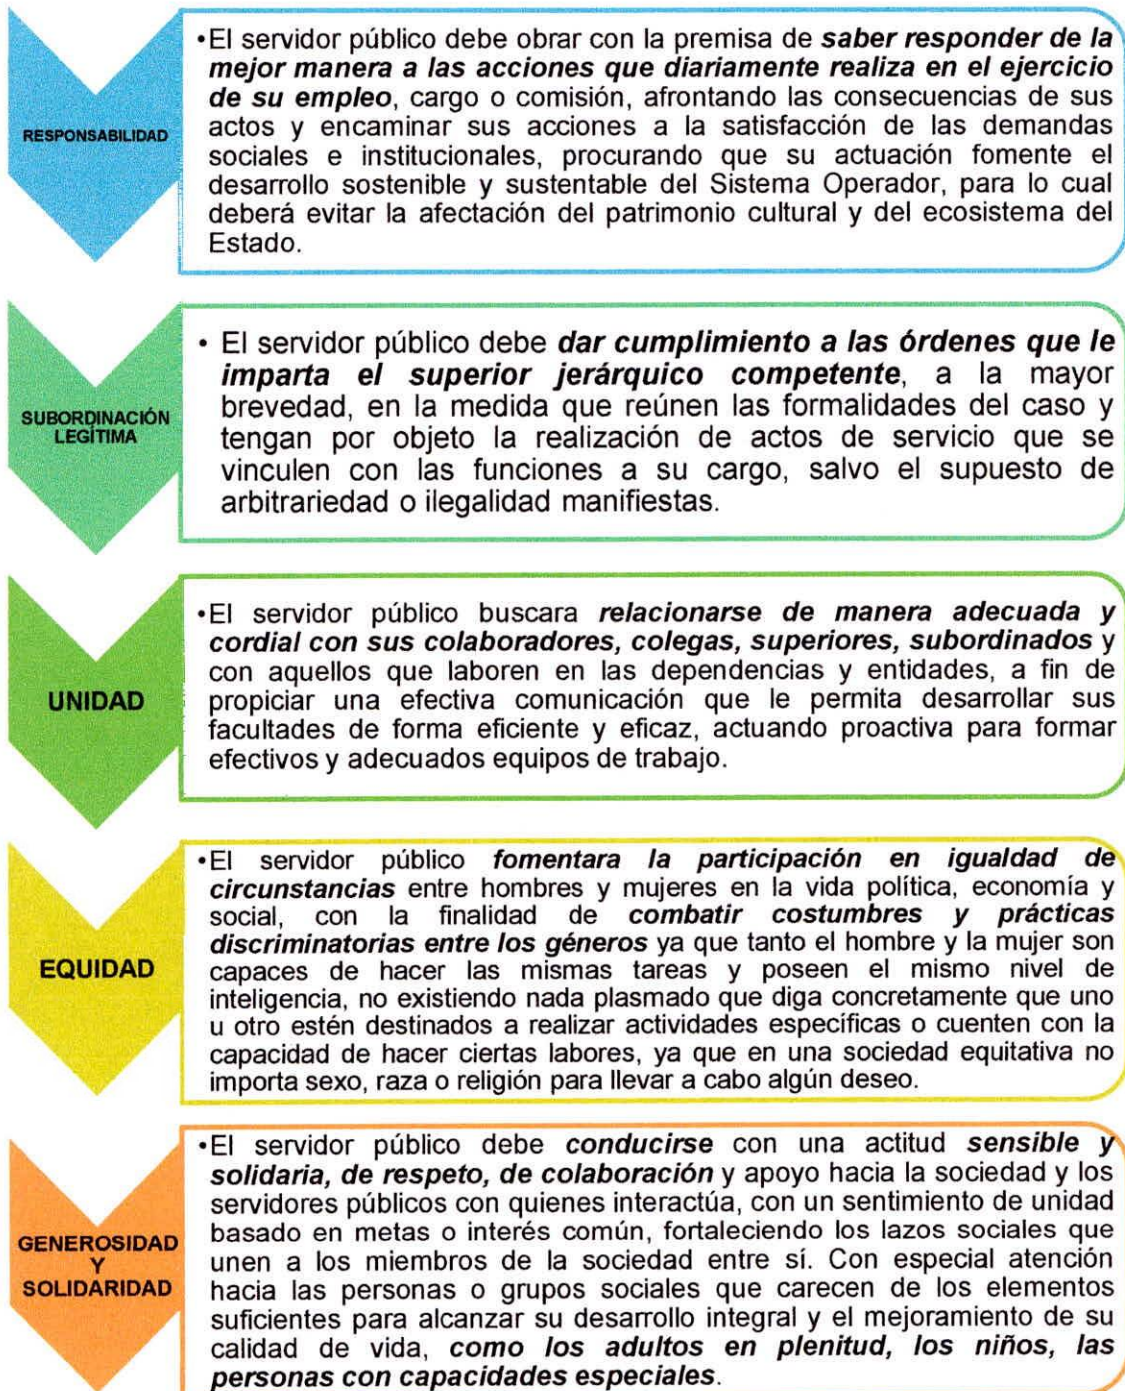 RESPONSABILIDAD
•El servidor público debe obrar con la premisa de saber responder de la
mejor manera a las acciones que diariamente realiza en el ejercicio
de su empleo, cargo o comisión, afrontando las consecuencias de sus
actos y encaminar sus acciones a la satisfacción de las demandas
sociales e institucionales, procurando que su actuación fomente el
desarrollo sostenible y sustentable del Sistema Operador, para lo cual
deberá evitar la afectación del patrimonio cultural y del ecosistema del
Estado.
SUBORDINACIÓN
LEGÍTIMA
• El servidor público debe dar cumplimiento a las órdenes que le
imparta el superior jerárquico competente, a la mayor
brevedad, en la medida que reúnen las formalidades del caso y
tengan por objeto la realización de actos de servicio que se
vinculen con las funciones a su cargo, salvo el supuesto de
arbitrariedad o ilegalidad manifiestas.
UNIDAD
•El servidor público buscara relacionarse de manera adecuada y
cordial con sus colaboradores, colegas, superiores, subordinados y
con aquellos que laboren en las dependencias y entidades, a fin de
propiciar una efectiva comunicación que le permita desarrollar sus
facultades de forma eficiente y eficaz, actuando proactiva para formar
efectivos y adecuados equipos de trabajo.
EQUIDAD
•El servidor público fomentara la participación en igualdad de
circunstancias entre hombres y mujeres en la vida política, economía y
social, con la finalidad de combatir costumbres y prácticas
discriminatorias entre los géneros ya que tanto el hombre y la mujer son
capaces de hacer las mismas tareas y poseen el mismo nivel de
inteligencia, no existiendo nada plasmado que diga concretamente que uno
u otro estén destinados a realizar actividades específicas o cuenten con la
capacidad de hacer ciertas labores, ya que en una sociedad equitativa no
importa sexo, raza o religión para llevar a cabo algún deseo.
GENEROSIDAD
Y
SOLIDARIDAD
•El servidor público debe conducirse con una actitud sensible y
solidaria, de respeto, de colaboración y apoyo hacia la sociedad y los
servidores públicos con quienes interactúa, con un sentimiento de unidad
basado en metas o interés común, fortaleciendo los lazos sociales que
unen a los miembros de la sociedad entre sí. Con especial atención
hacia las personas o grupos sociales que carecen de los elementos
suficientes para alcanzar su desarrollo integral y el mejoramiento de su
calidad de vida, como los adultos en plenitud, los niños, las
personas con capacidades especiales.